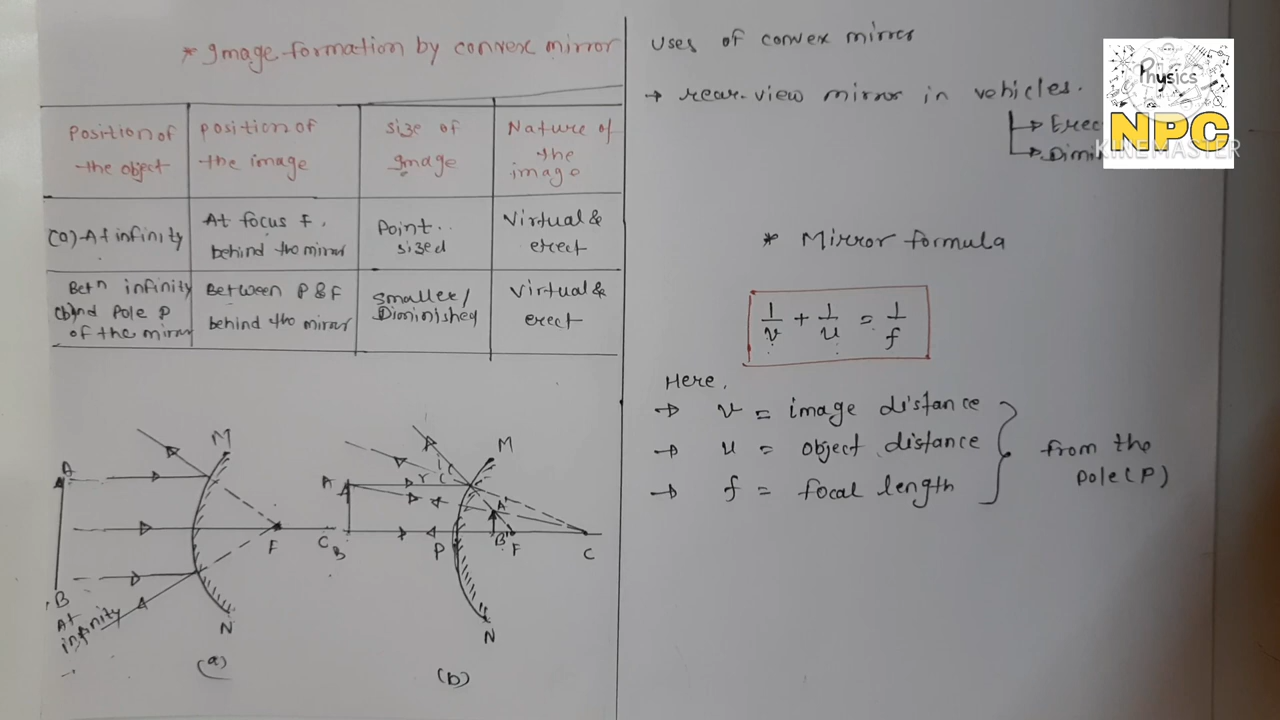 * Image formation by convex mirror
Position of the object
position of the image
size of Image
Nature of the image
(a)-At infinity
At focus F, behind the mirror
Point.. sized
Virtual & erect
Betn infinity (b)and Pole P of the mirror
Between P & F behind the mirror
Smaller/ Diominished
Virtual & erect
A
B
At infinity
M
N
F
C
(a)
A
B
M
N
P
i
r
A'
B'
F
C
(b)
Uses of convex mirror
→ rear-view mirror in vehicles.
* Mirror formula
1/v + 1/u = 1/f
Here,
→ v = image distance
→ u = object distance
→ f = focal length
from the pole(P)
Physics
NPC
KINEMASTER